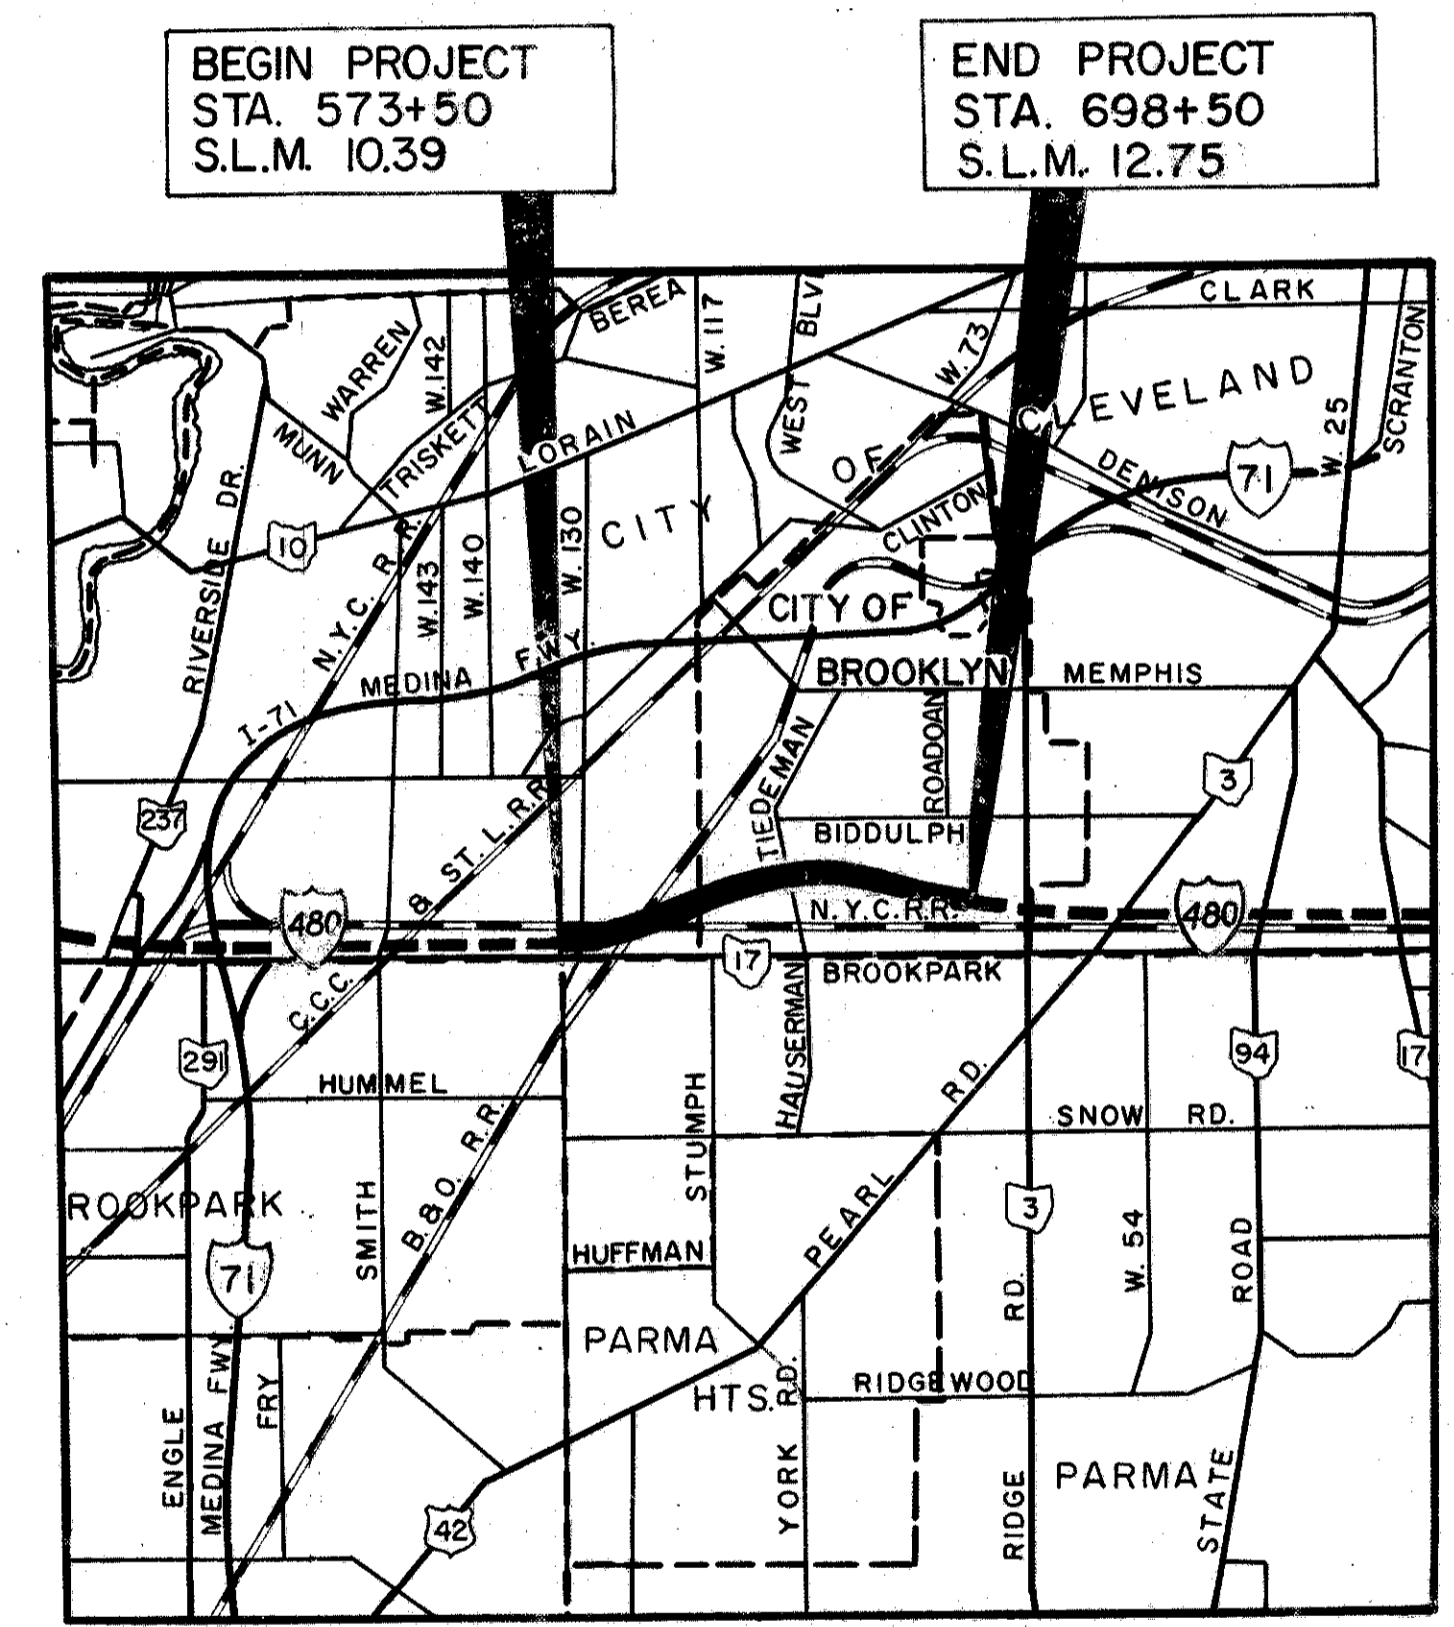 BEGIN PROJECT
STA. 573+50
S.L.M. 10.39
END PROJECT
STA. 698+50
S.L.M. 12.75
BEREA
W. 117
WEST BLV
W. 73
CLARK
SCRANTON
WARREN
W. 142
MUNN
TRISKETT
LORAIN
CITY OF CLEVELAND
W. 25
71
DENISON
RIVERSIDE DR.
10
N.Y.C. R.R.
W. 143
W. 140
W. 130
CLINTON
CITY OF
BROOKLYN
MEMPHIS
I-71
MEDINA FWY.
TIEDEMAN
ROADOAN
3
237
BIDDULPH
C.C.C. & ST. L. R.R.
480
N.Y.C.R.R.
480
17
BROOKPARK
HAUSERMAN
291
94
17
HUMMEL
STUMPH
SNOW RD.
PEARL RD.
ROOKPARK
SMITH
B.&O. R.R.
3
71
HUFFMAN
RIDGE RD.
W. 54
STATE ROAD
PARMA
HTS.
YORK RD.
RIDGEWOOD
ENGLE
MEDINA FWY.
FRY
42
PARMA